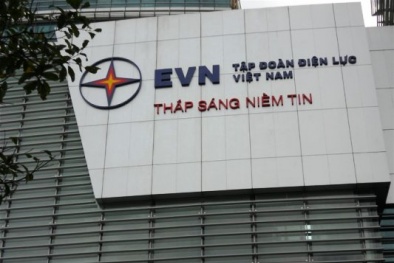 EVN TẬP ĐOÀN ĐIỆN LỰC
VIỆT NAM
THẮP SÁNG NIỀM TIN